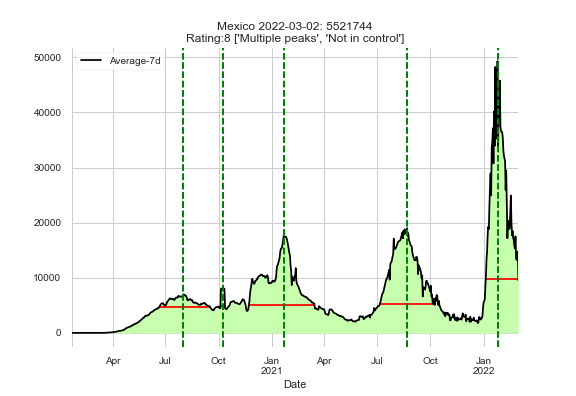 Mexico 2022-03-02: 5521744
Rating:8 ['Multiple peaks', 'Not in control']
Average-7d
50000
40000
30000
20000
10000
0
Apr Jul Oct Jan Apr Jul Oct Jan
2021 2022
Date